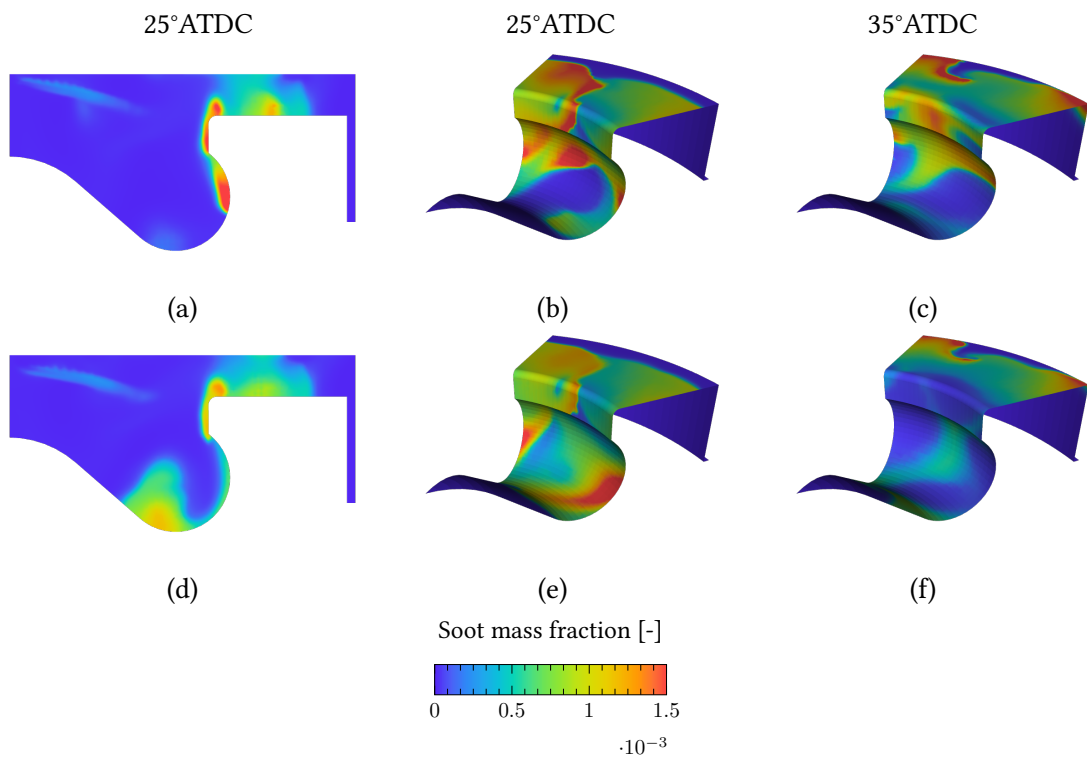 25°ATDC 25°ATDC 35°ATDC
(a) (b) (c)
(d) (e) (f)
Soot mass fraction [-]
0 0.5 1 1.5
·10⁻³